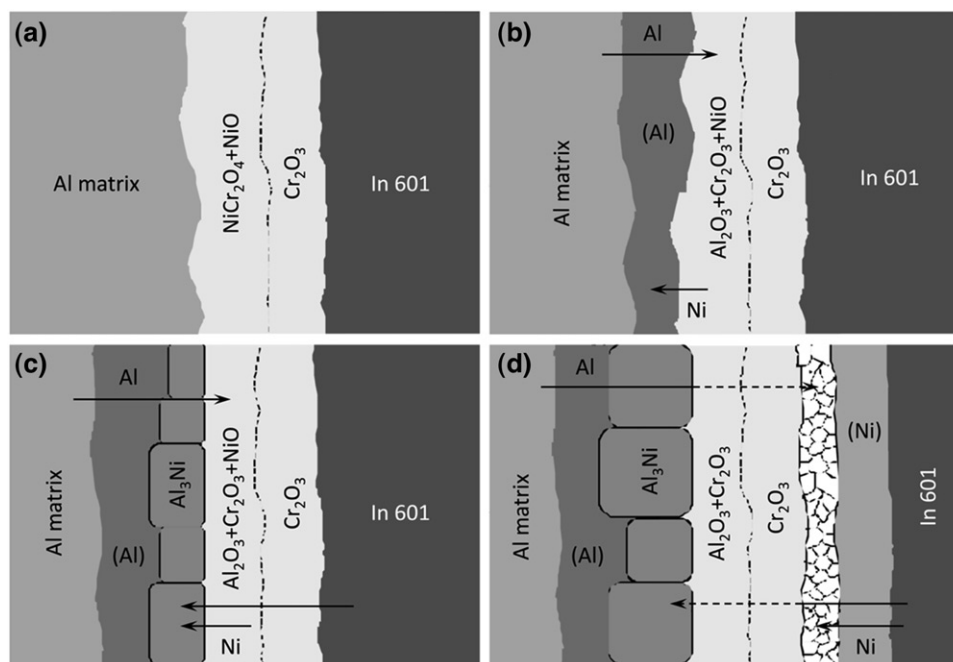 (a)
Al matrix
NiCr₂O₄+NiO
Cr₂O₃
In 601
(b)
Al
Al matrix
(Al)
Al₂O₃+Cr₂O₃+NiO
Cr₂O₃
In 601
Ni
(c)
Al
Al matrix
(Al)
Al₃Ni
Al₂O₃+Cr₂O₃+NiO
Cr₂O₃
In 601
Ni
(d)
Al
Al matrix
(Al)
Al₃Ni
Al₂O₃+Cr₂O₃
Cr₂O₃
(Ni)
In 601
Ni